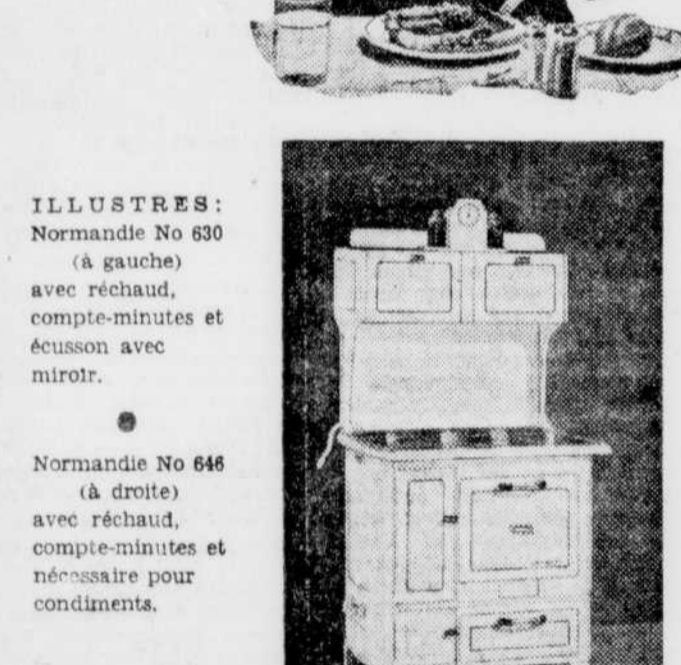 ILLUSTRES:
Normandie No 630
(à gauche)
avec réchaud,
compte-minutes et
écusson avec
miroir.
Normandie No 646
(à droite)
avec réchaud,
compte-minutes et
nécessaire pour
condiments.